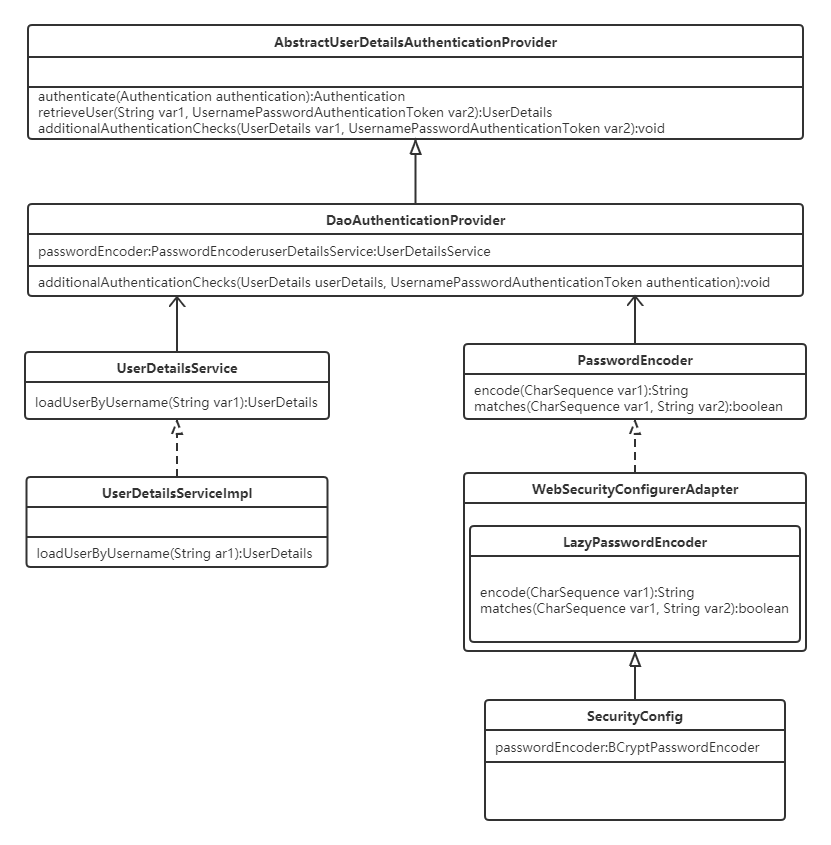 AbstractUserDetailsAuthenticationProvider
authenticate(Authentication authentication):Authentication
retrieveUser(String var1, UsernamePasswordAuthenticationToken var2):UserDetails
additionalAuthenticationChecks(UserDetails var1, UsernamePasswordAuthenticationToken var2):void
DaoAuthenticationProvider
passwordEncoder:PasswordEncoderuserDetailsService:UserDetailsService
additionalAuthenticationChecks(UserDetails userDetails, UsernamePasswordAuthenticationToken authentication):void
UserDetailsService
loadUserByUsername(String var1):UserDetails
PasswordEncoder
encode(CharSequence var1):String
matches(CharSequence var1, String var2):boolean
UserDetailsServiceImpl
loadUserByUsername(String ar1):UserDetails
WebSecurityConfigurerAdapter
LazyPasswordEncoder
encode(CharSequence var1):String
matches(CharSequence var1, String var2):boolean
SecurityConfig
passwordEncoder:BCryptPasswordEncoder